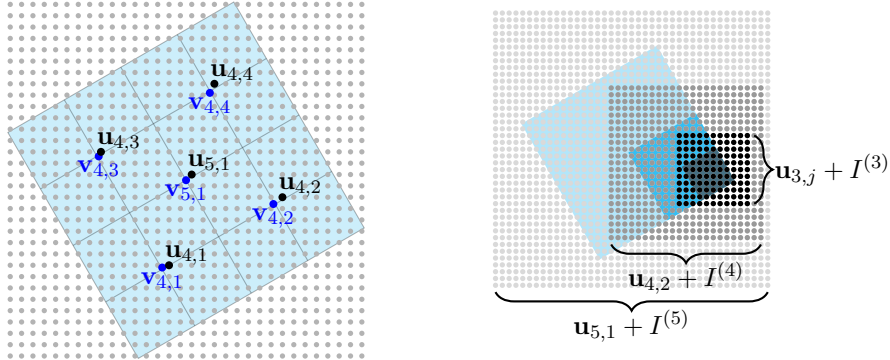 𝐮₄,₄
𝐯₄,₄
𝐮₄,₃
𝐯₄,₃
𝐮₅,₁
𝐯₅,₁
𝐮₄,₂
𝐯₄,₂
𝐮₄,₁
𝐯₄,₁
𝐮₃,ⱼ + I⁽³⁾
𝐮₄,₂ + I⁽⁴⁾
𝐮₅,₁ + I⁽⁵⁾